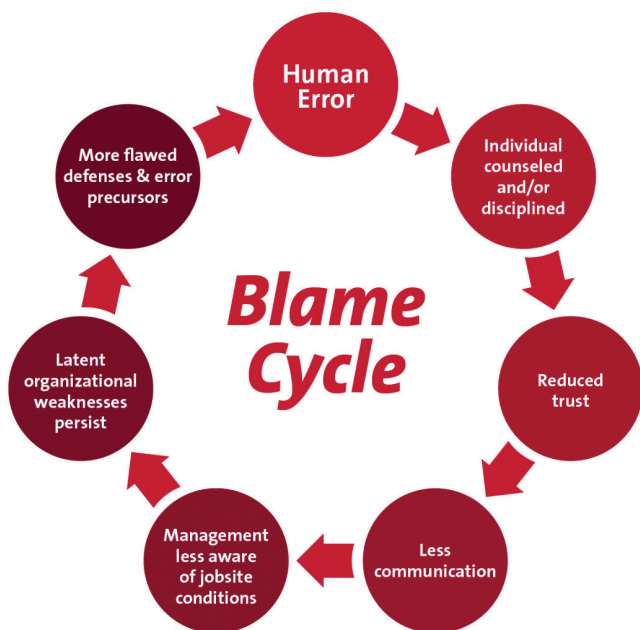 Human
Error
Individual
counseled
and/or
disciplined
Reduced
trust
Less
communication
Management
less aware
of jobsite
conditions
Latent
organizational
weaknesses
persist
More flawed
defenses & error
precursors
Blame
Cycle